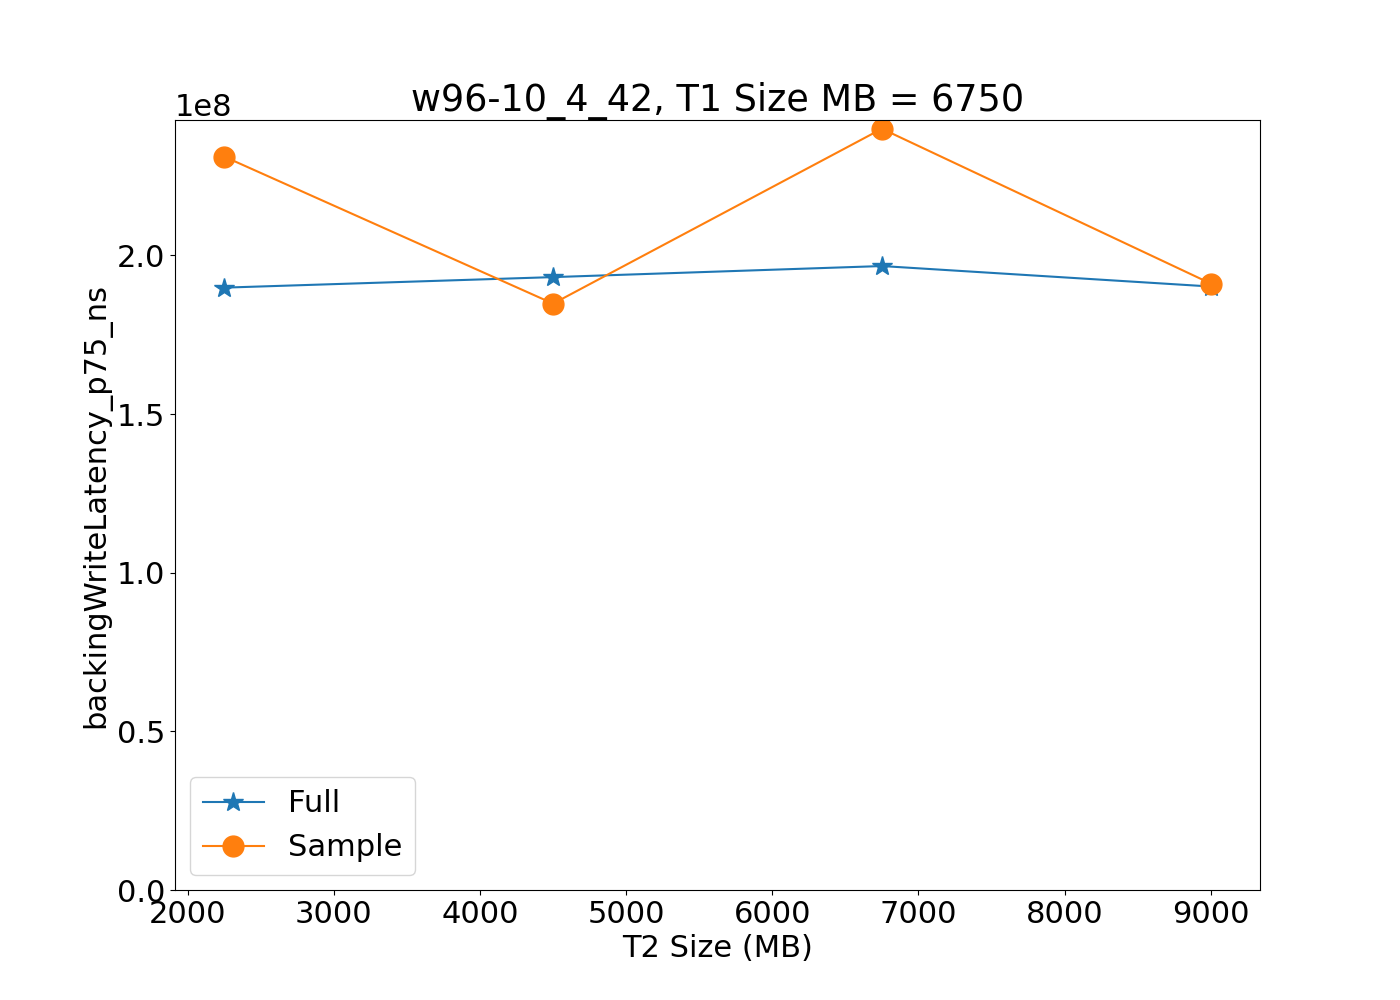 w96-10_4_42, T1 Size MB = 6750
1e8
backingWriteLatency_p75_ns
2.0
1.5
1.0
0.5
0.0
Full
Sample
2000 3000 4000 5000 6000 7000 8000 9000
T2 Size (MB)